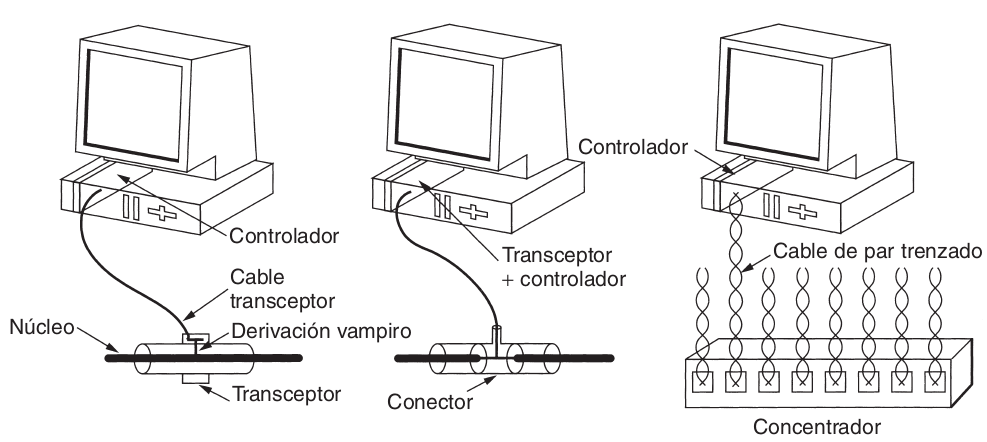 Controlador
Cable
transceptor
Núcleo
Derivación vampiro
Transceptor
Transceptor
+ controlador
Conector
Controlador
Cable de par trenzado
Concentrador